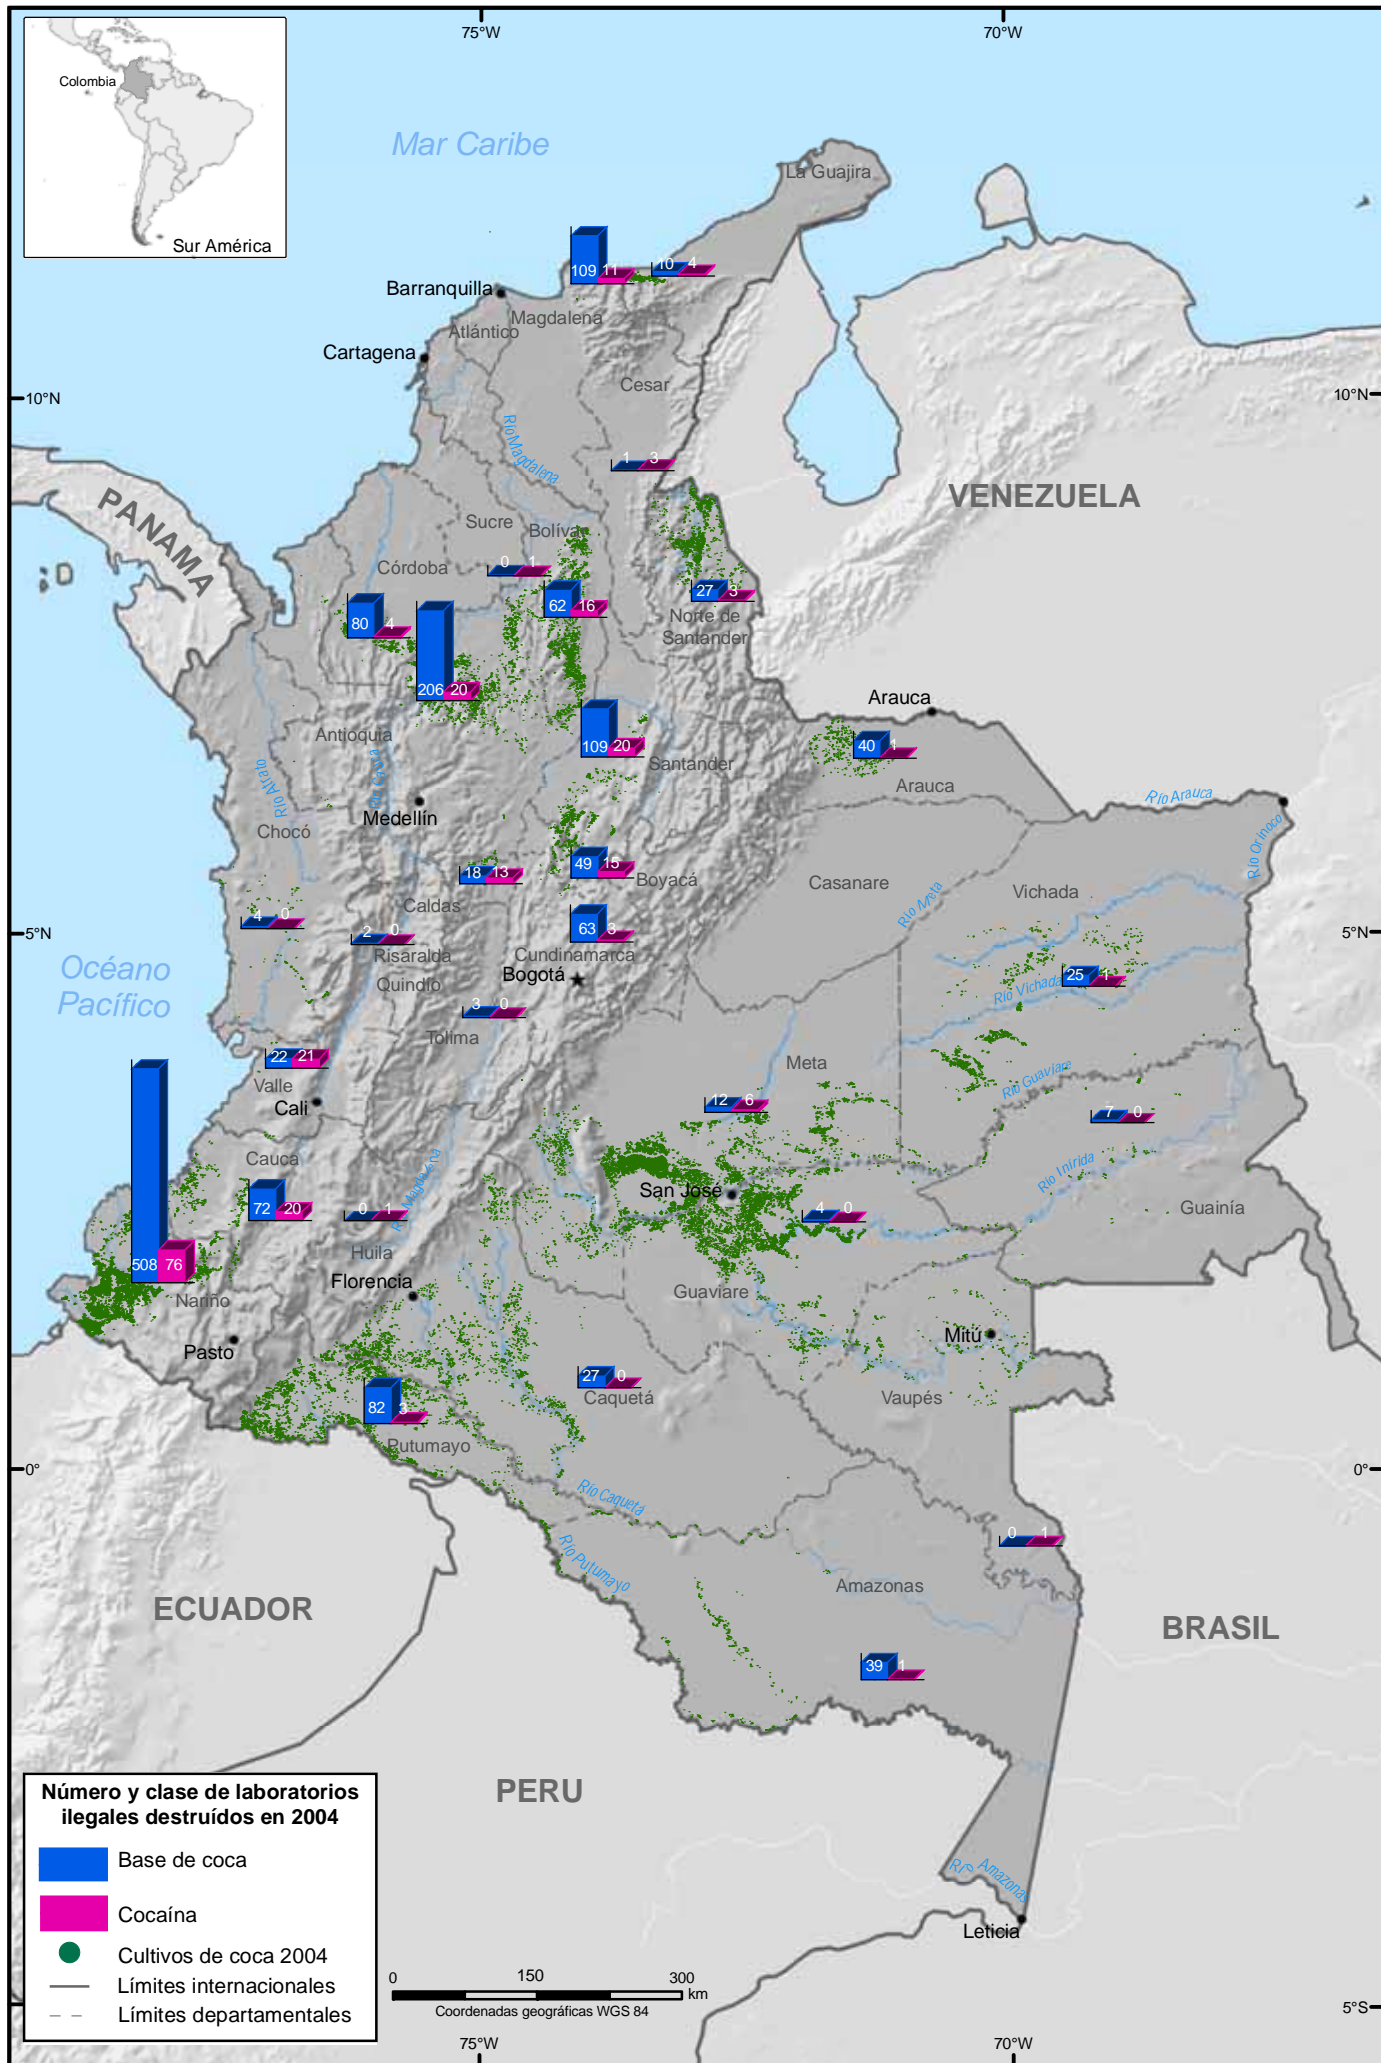 75°W
70°W
Colombia
Sur América
Mar Caribe
La Guajira
109
11
10
4
Barranquilla
Magdalena
Atlántico
Cartagena
Cesar
10°N
10°N
Río Magdalena
1
3
VENEZUELA
PANAMA
Sucre
Bolívar
Córdoba
0
1
62
16
27
3
Norte de
Santander
80
4
206
20
Arauca
109
20
Santander
40
1
Arauca
Antioquia
Río Cauca
Río Atrato
Río Arauca
Medellín
Chocó
Río Orinoco
49
15
Boyacá
18
13
Caldas
Casanare
Vichada
Río Meta
4
0
2
0
Risaralda
63
3
Cundinamarca
5°N
5°N
Océano
Pacífico
Bogotá
Quindío
25
1
Río Vichada
3
0
Tolima
22
21
Valle
Cali
Meta
Río Guaviare
12
6
7
0
Cauca
Río Magdalena
Río Inírida
San José
Guainía
72
20
0
1
4
0
Huila
508
76
Nariño
Florencia
Guaviare
Pasto
Mitú
27
0
Caquetá
Vaupés
82
3
Putumayo
0°
0°
Río Caquetá
0
1
Río Putumayo
Amazonas
ECUADOR
BRASIL
39
1
PERU
Río Amazonas
Leticia
Número y clase de laboratorios
ilegales destruídos en 2004
Base de coca
Cocaína
Cultivos de coca 2004
Límites internacionales
Límites departamentales
0
150
300
km
Coordenadas geográficas WGS 84
5°S
75°W
70°W